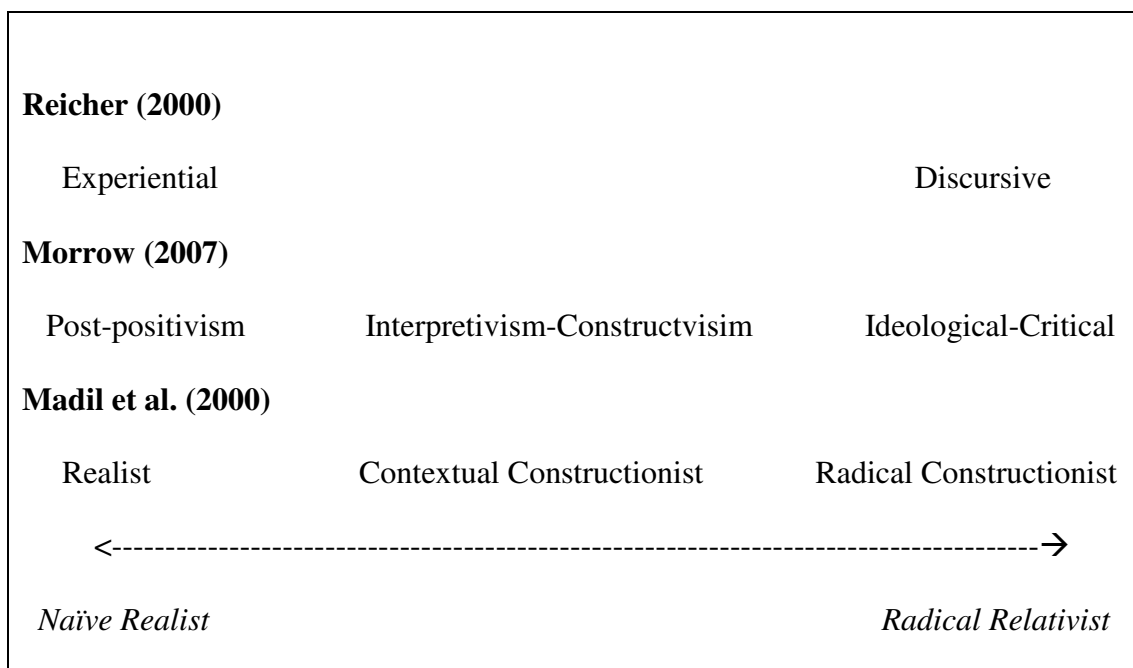 Reicher (2000)
Experiential Discursive
Morrow (2007)
Post-positivism Interpretivism-Constructvisim Ideological-Critical
Madil et al. (2000)
Realist Contextual Constructionist Radical Constructionist
<--------------------------------------------------------------------------------→
Naïve Realist Radical Relativist